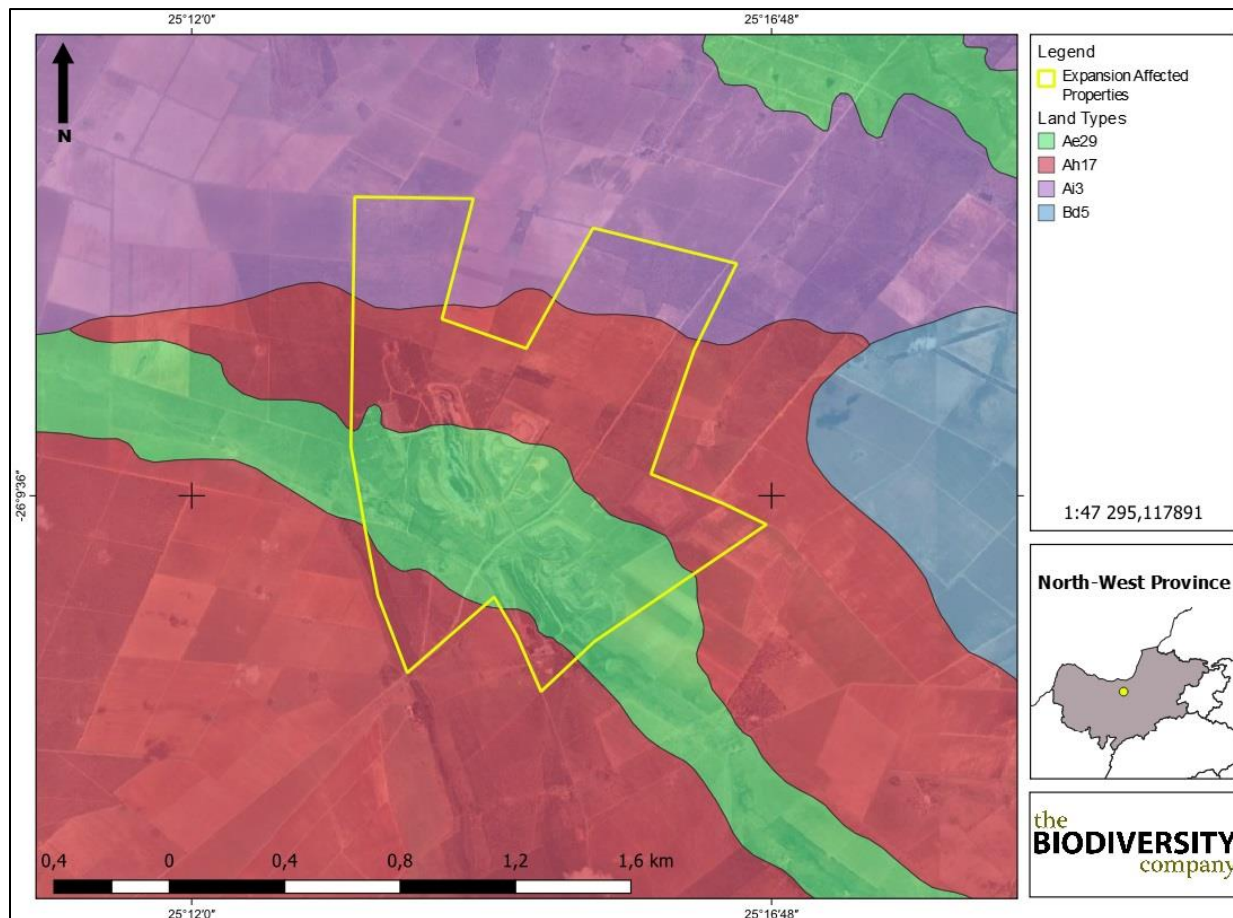 25°12'0" 25°16'48"
N
-26°9'36"
0,4 0 0,4 0,8 1,2 1,6 km
25°12'0" 25°16'48"
Legend
Expansion Affected
Properties
Land Types
Ae29
Ah17
Ai3
Bd5
1:47 295,117891
North-West Province
the
BIODIVERSITY
company